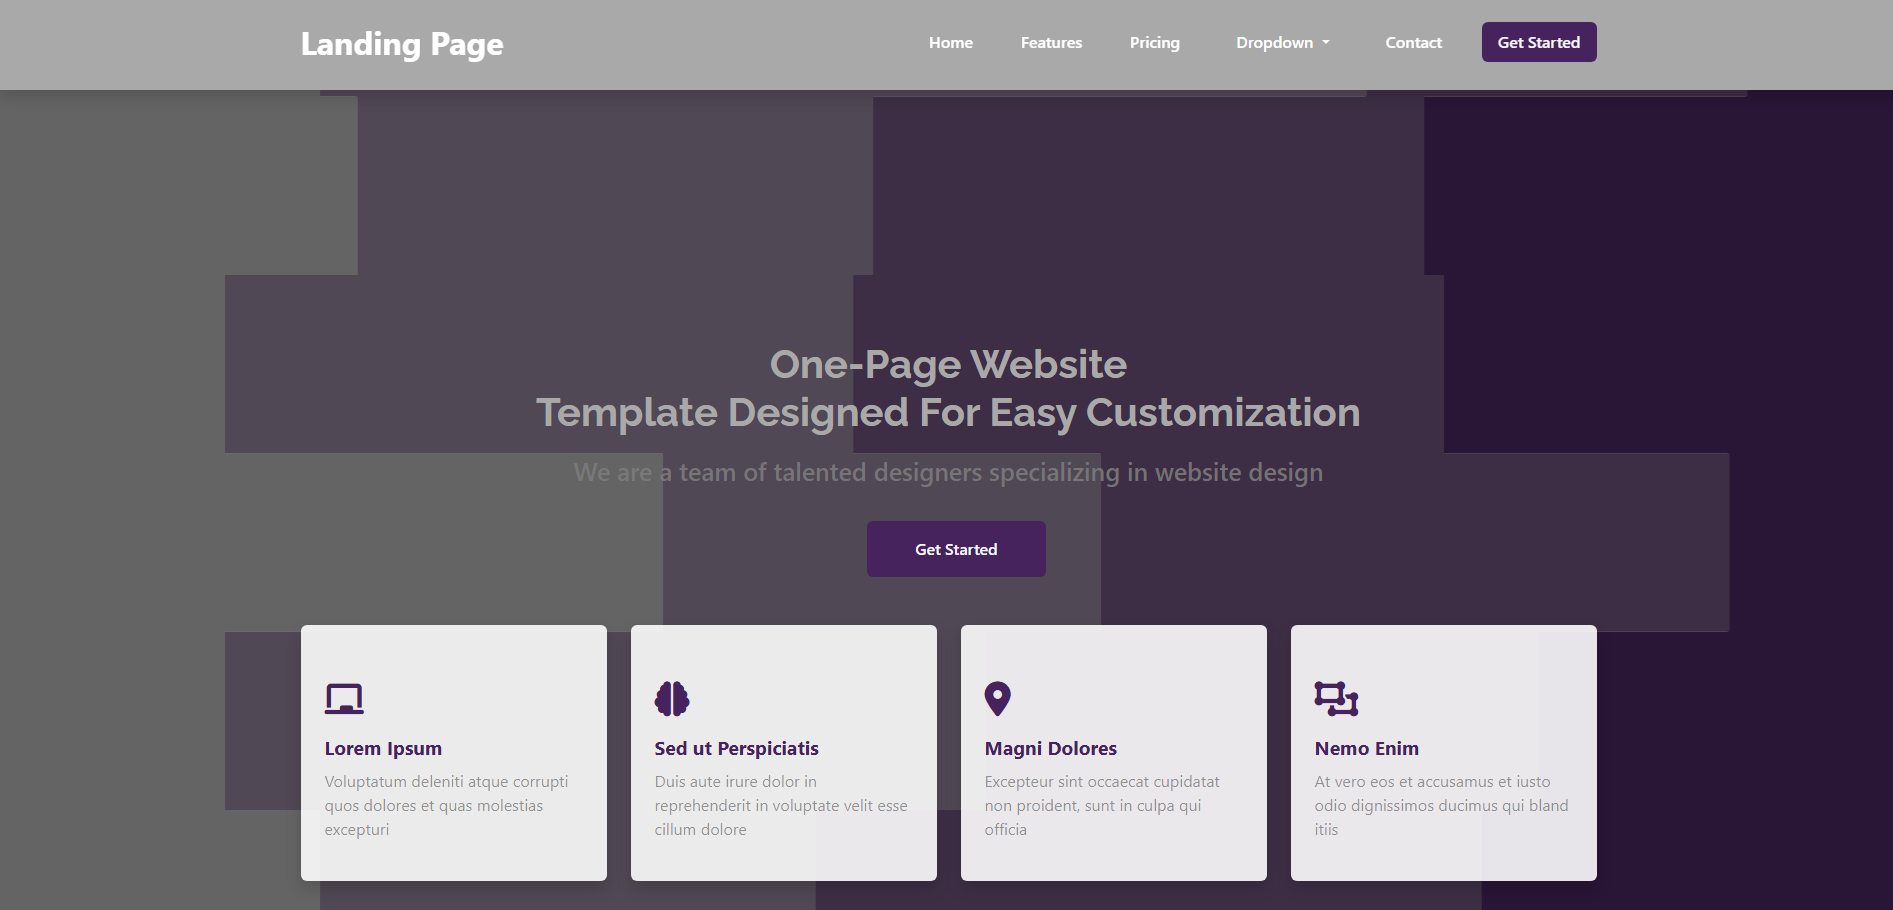 Landing Page
Home Features Pricing Dropdown Contact Get Started
One-Page Website
Template Designed For Easy Customization
We are a team of talented designers specializing in website design
Get Started
Lorem Ipsum
Voluptatum deleniti atque corrupti
quos dolores et quas molestias
excepturi
Sed ut Perspiciatis
Duis aute irure dolor in
reprehenderit in voluptate velit esse
cillum dolore
Magni Dolores
Excepteur sint occaecat cupidatat
non proident, sunt in culpa qui
officia
Nemo Enim
At vero eos et accusamus et iusto
odio dignissimos ducimus qui bland
itiis